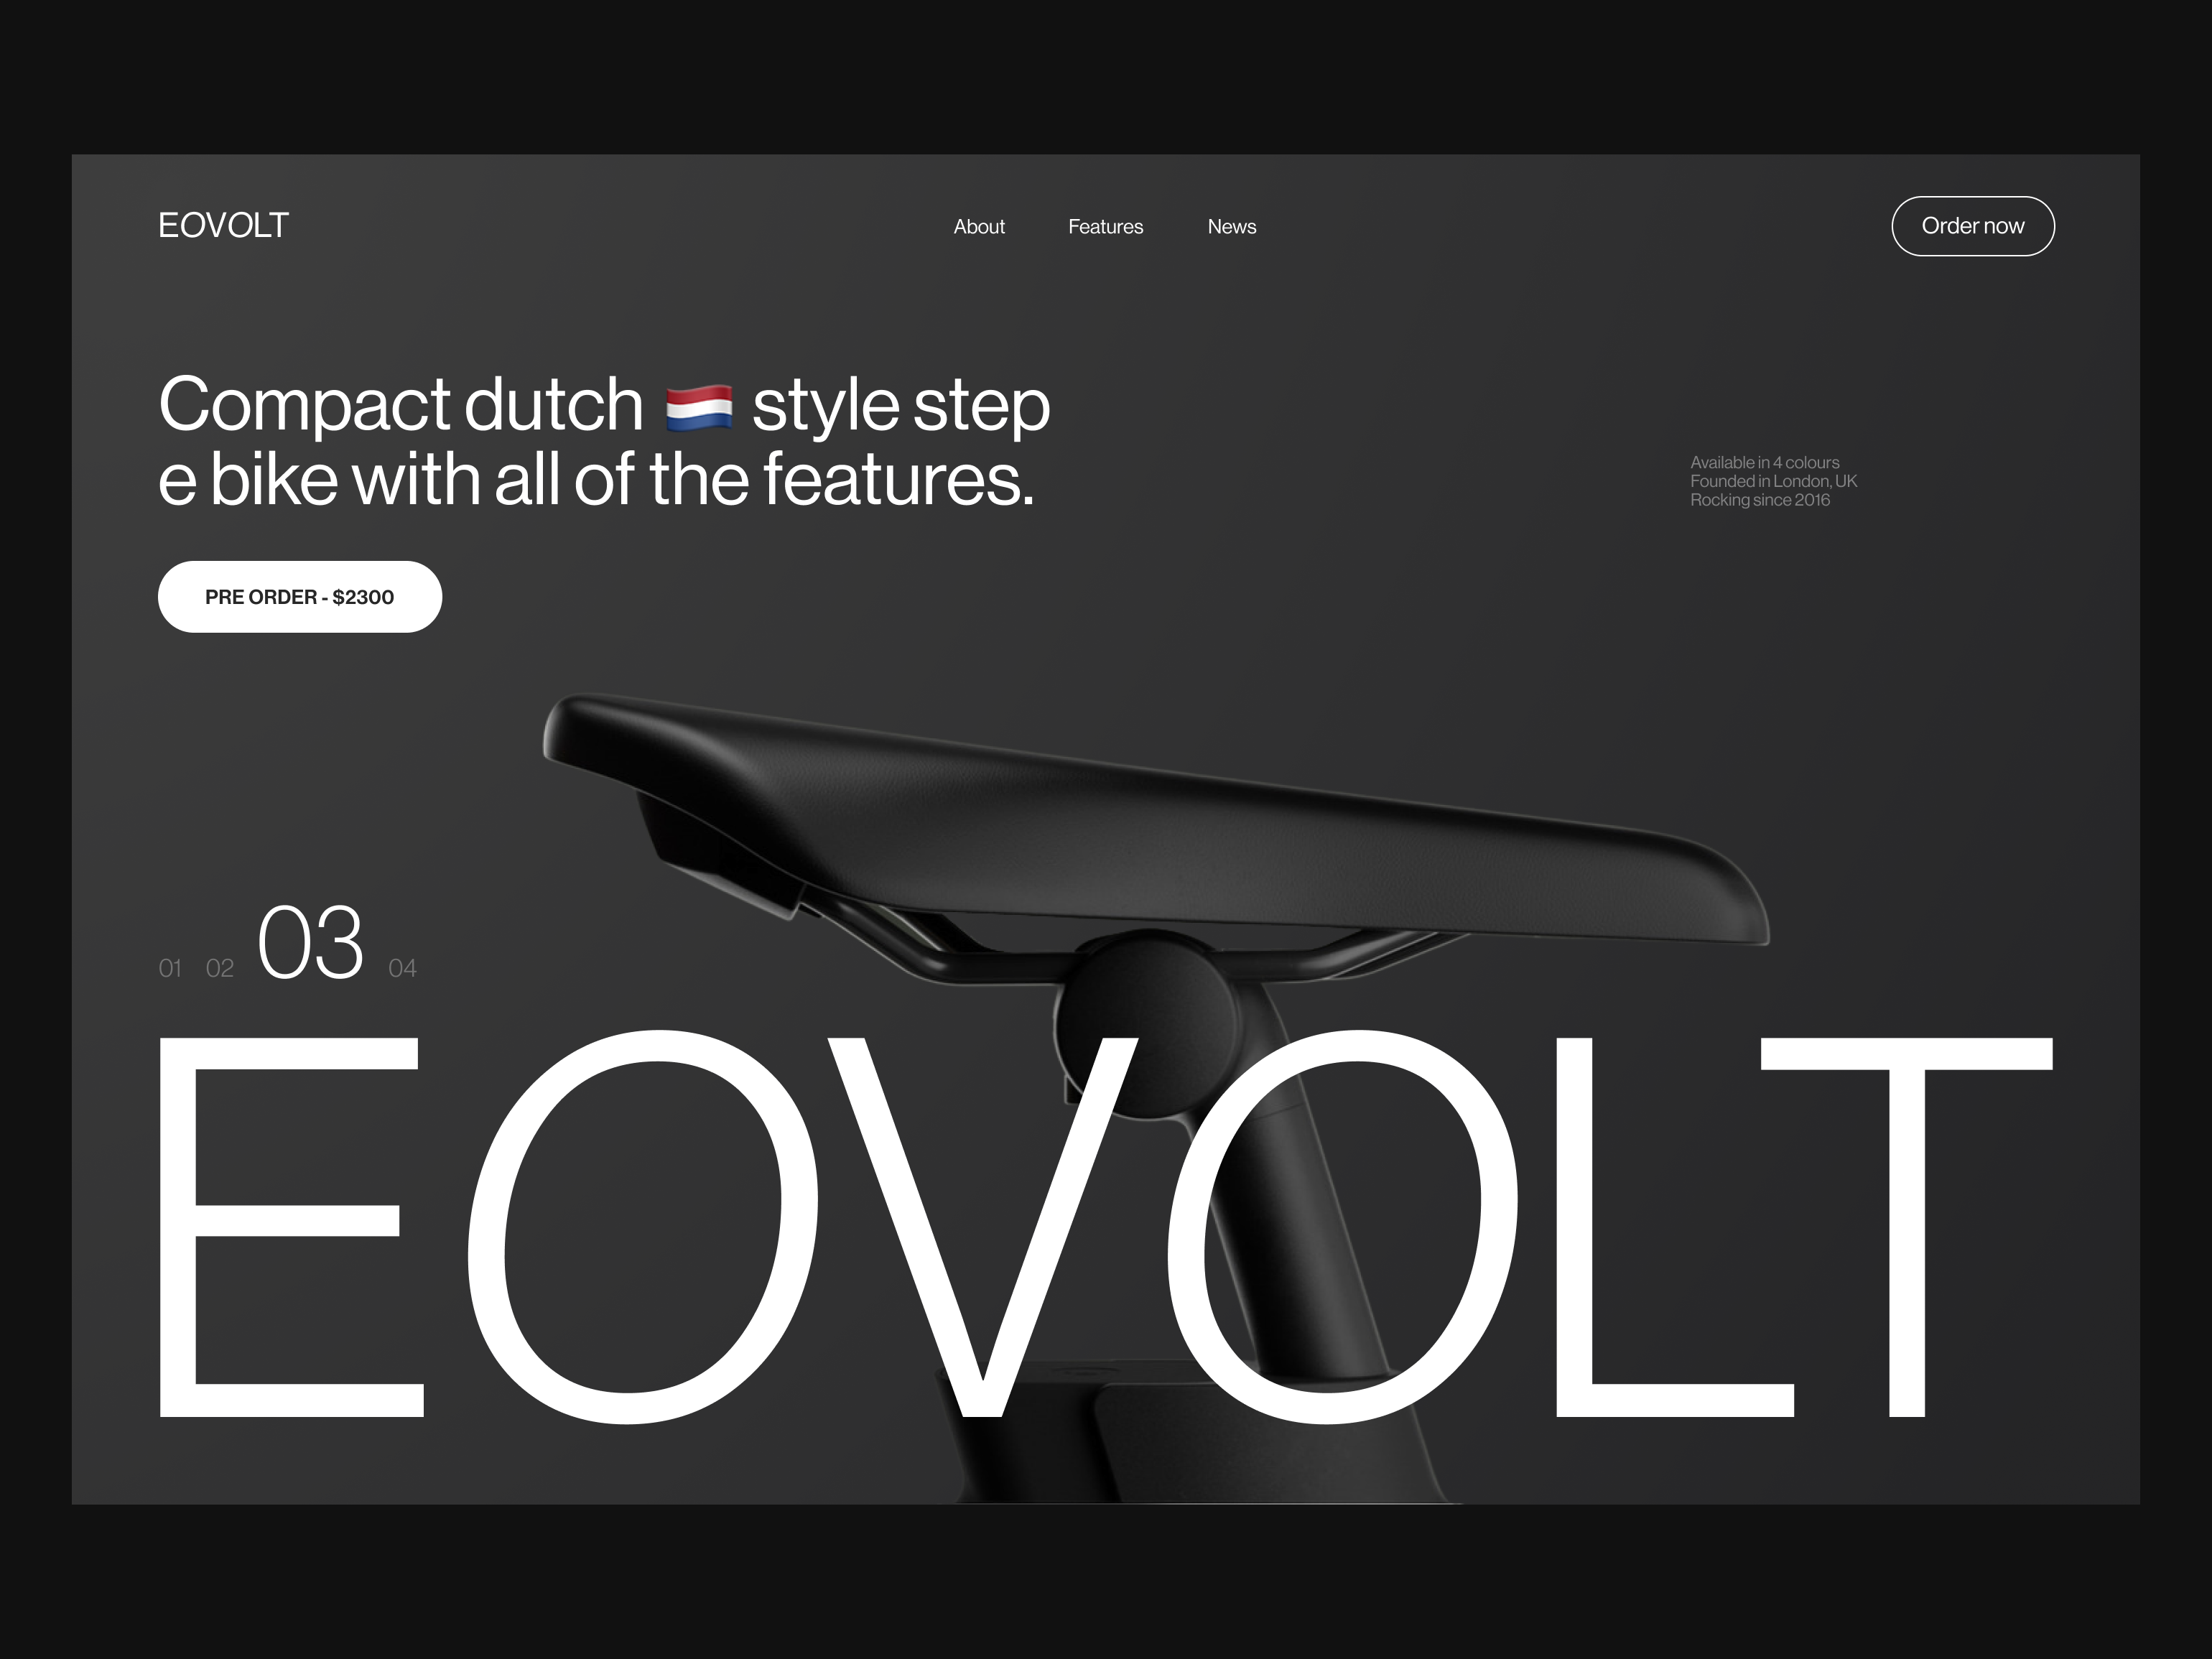 EOVOLT
About
Features
News
Order now
Compact dutch 🇳🇱 style step
e bike with all of the features.
Available in 4 colours
Founded in London, UK
Rocking since 2016
PRE ORDER - $2300
01 02 03 04
EOVOLT